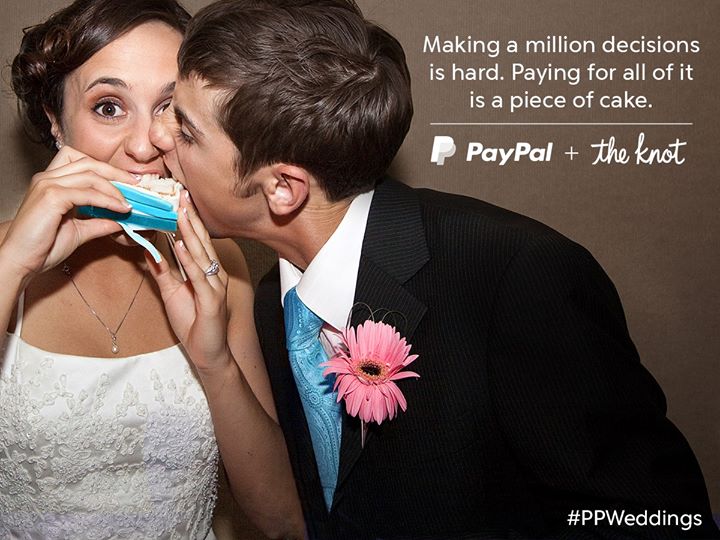 Making a million decisions
is hard. Paying for all of it
is a piece of cake.
PayPal + the knot
#PPWeddings